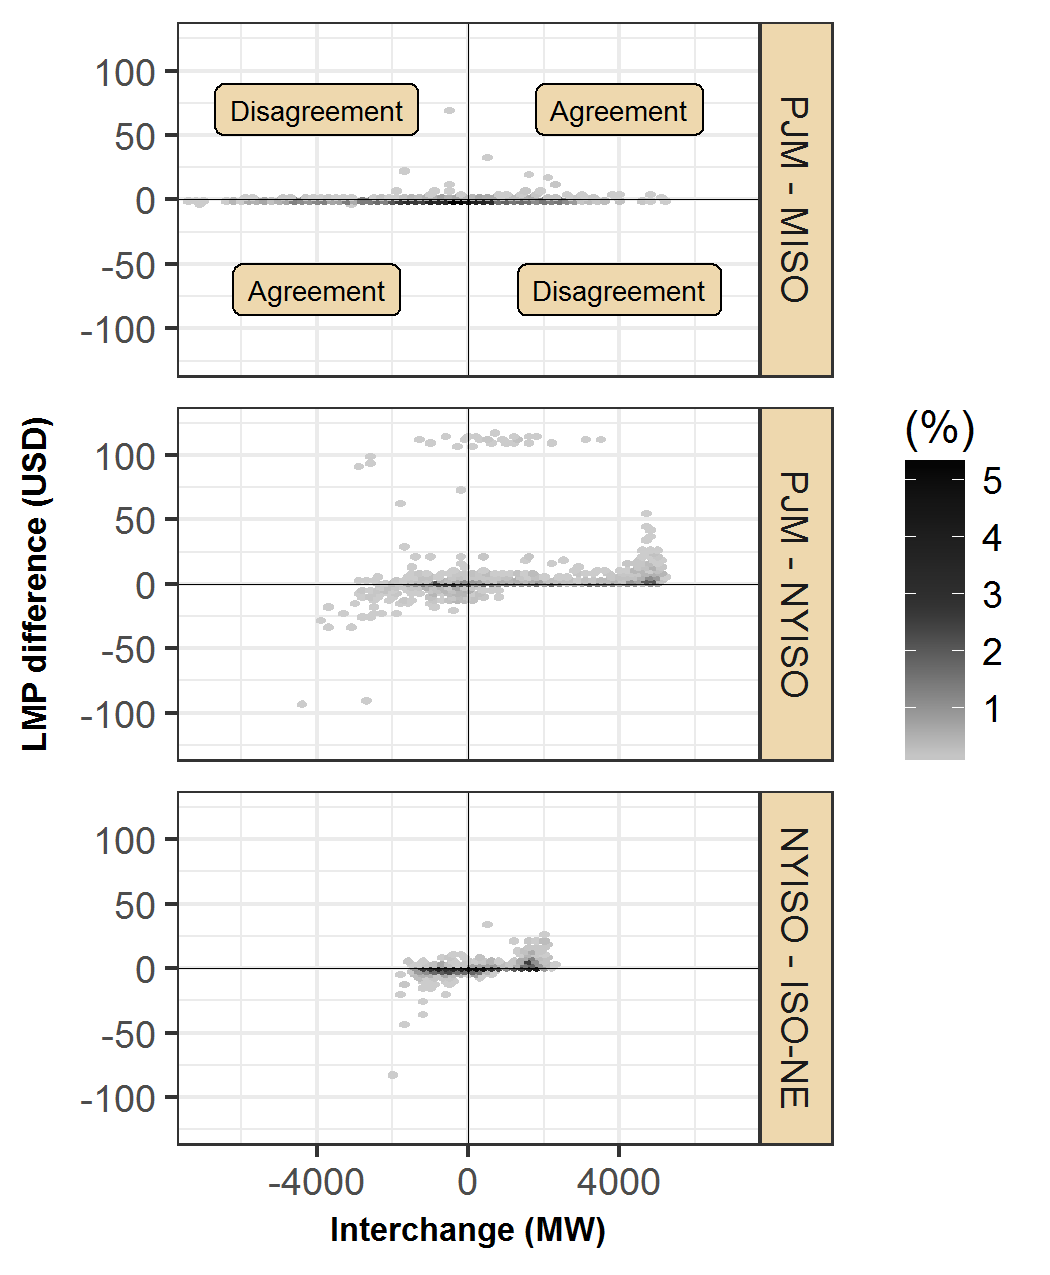 100
50
0
-50
-100
Disagreement
Agreement
Agreement
Disagreement
PJM - MISO
LMP difference (USD)
100
50
0
-50
-100
PJM - NYISO
(%)
5
4
3
2
1
100
50
0
-50
-100
NYISO - ISO-NE
-4000
0
4000
Interchange (MW)